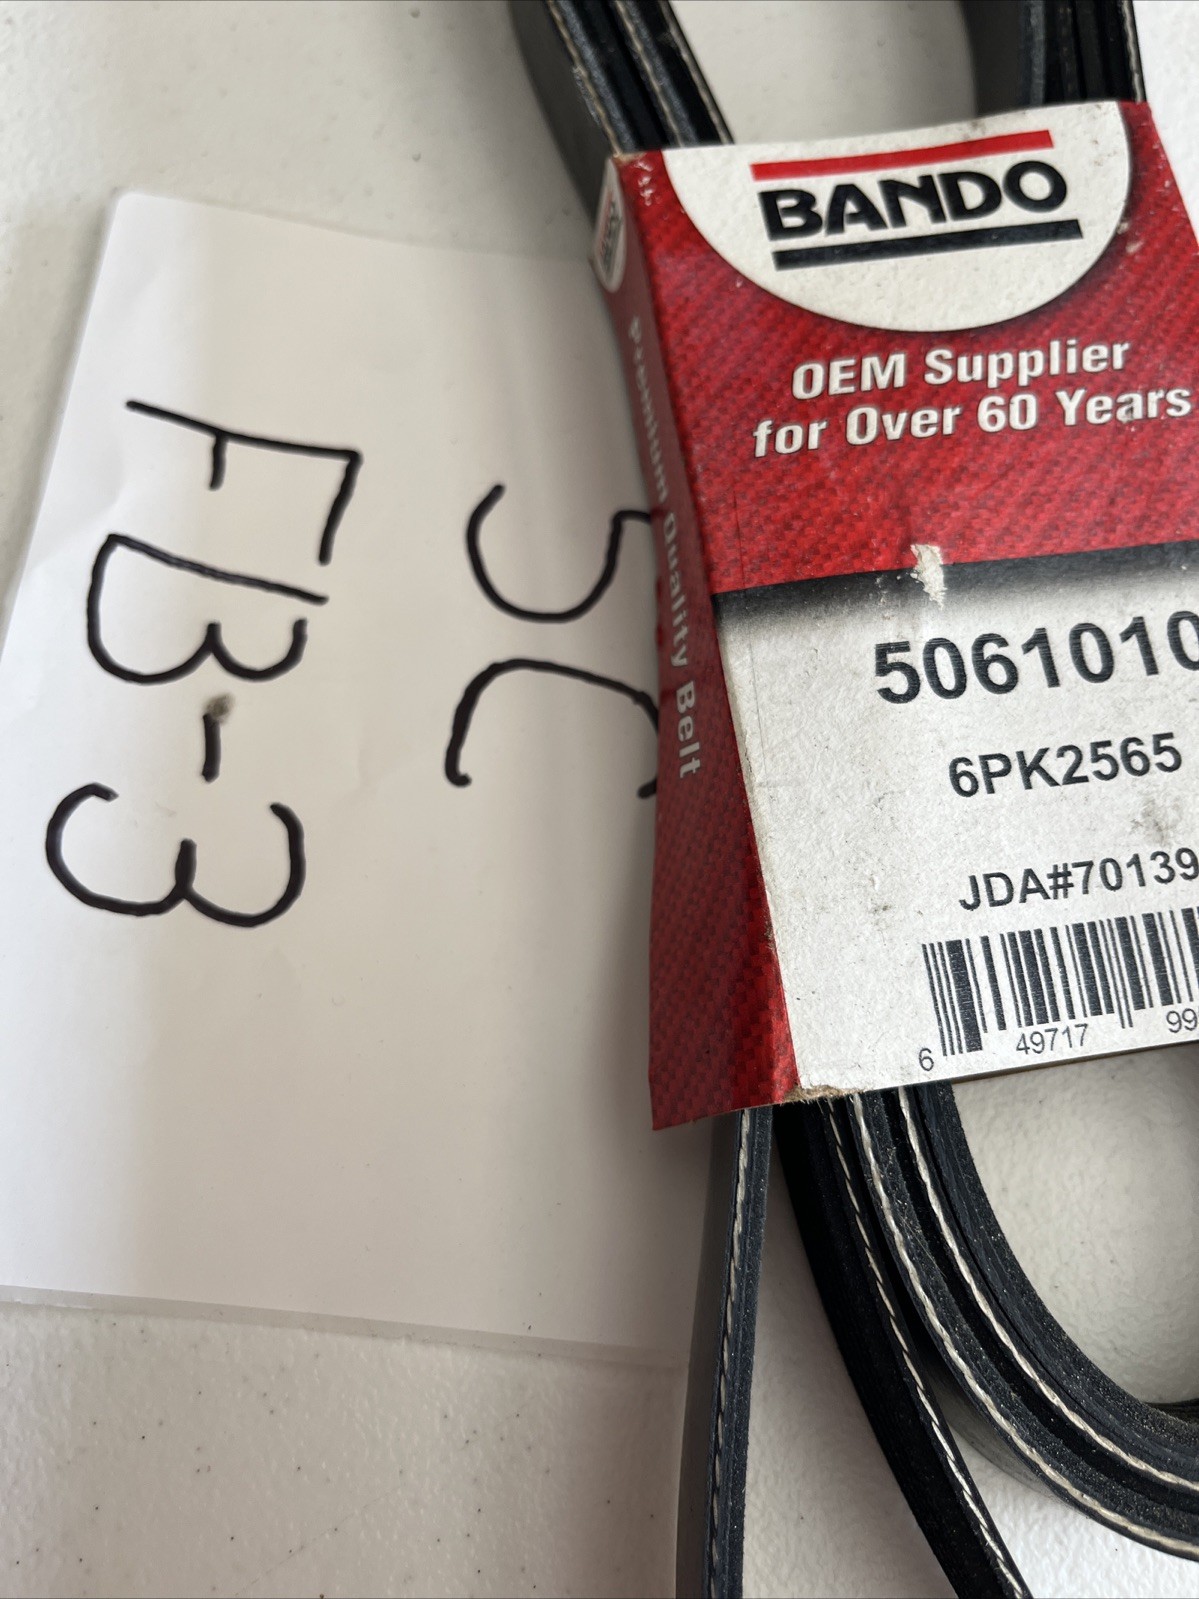 BANDO
OEM Supplier
for Over 60 Years
5061010
6PK2565
JDA#70139
6 49717 99
Premium Quality Belt
5C
FB-3